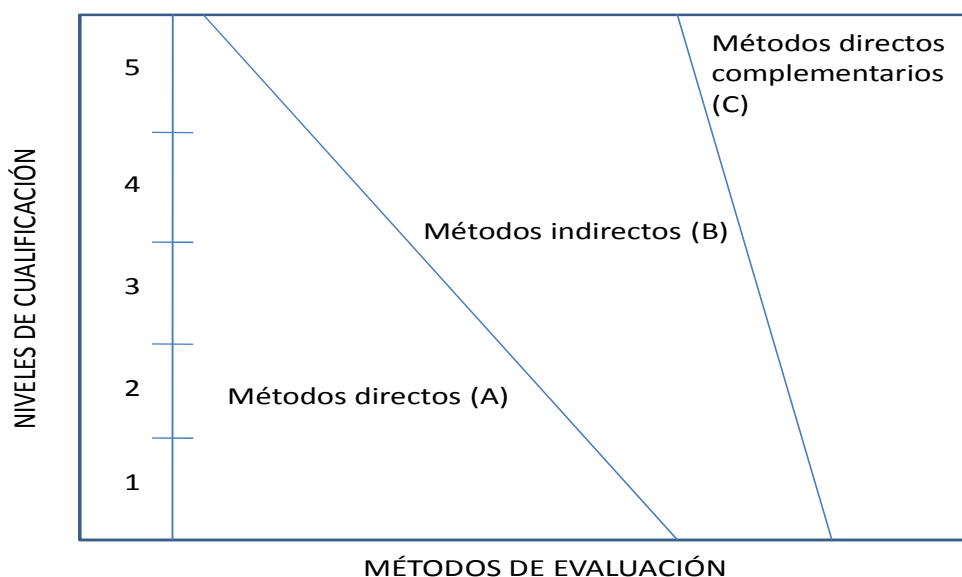 NIVELES DE CUALIFICACIÓN
5
4
3
2
1
Métodos directos
complementarios
(C)
Métodos indirectos (B)
Métodos directos (A)
MÉTODOS DE EVALUACIÓN